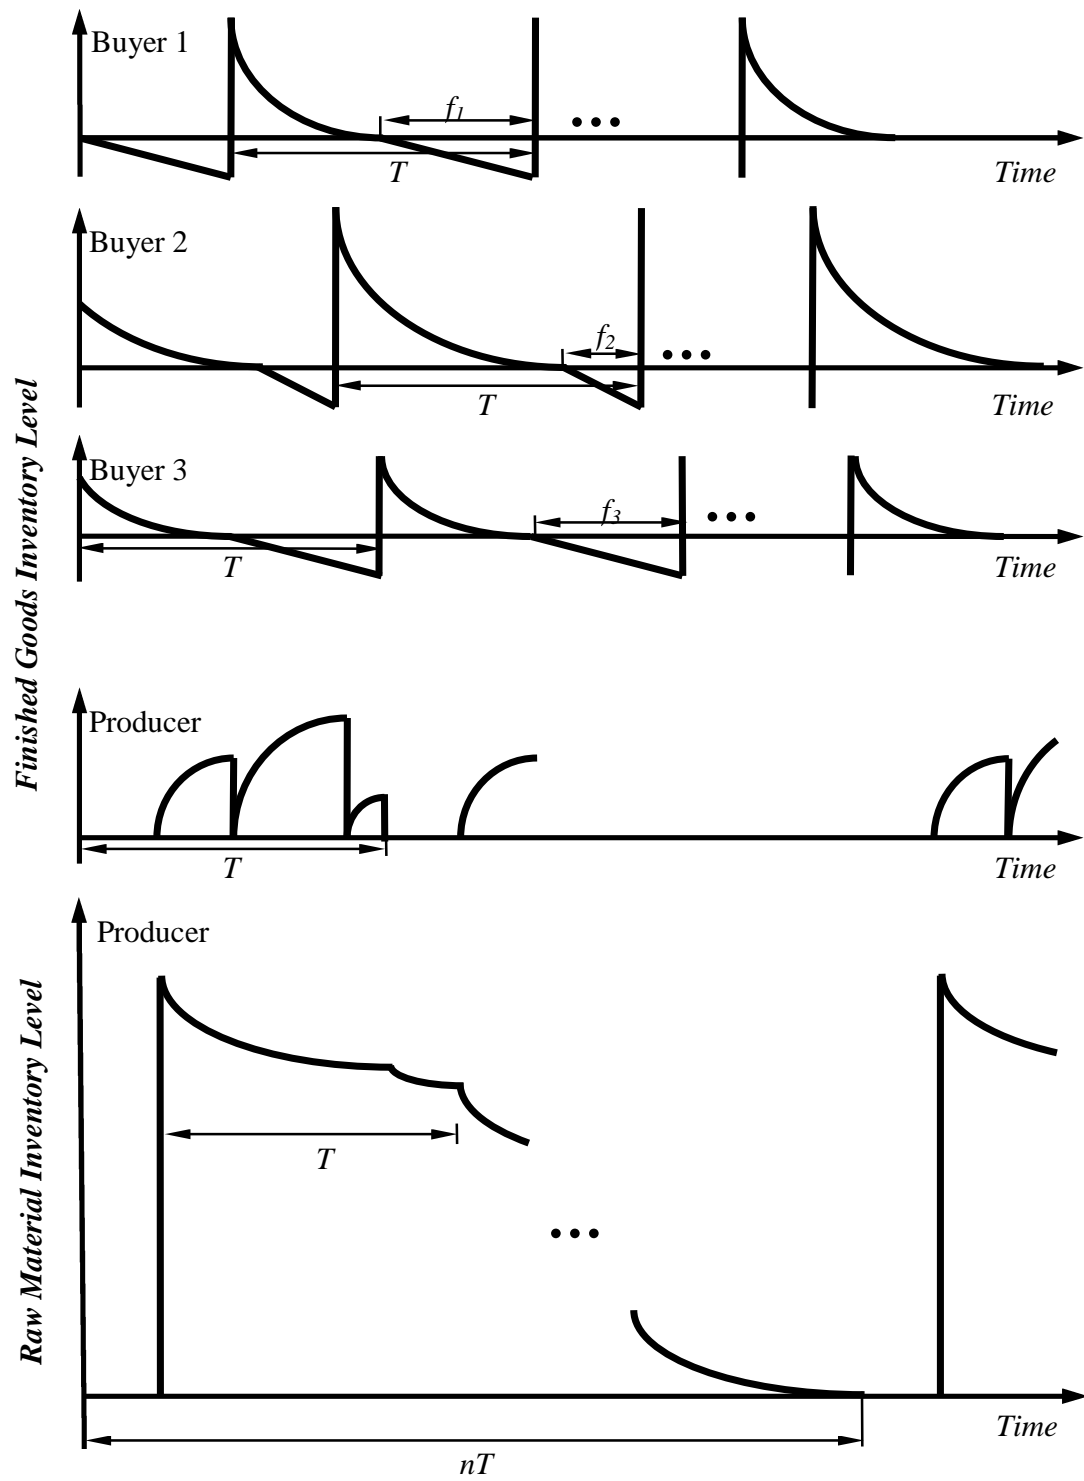 Finished Goods Inventory Level
Buyer 1
f1
T
Time
Buyer 2
f2
T
Time
Buyer 3
f3
T
Time
Producer
T
Time
Raw Material Inventory Level
Producer
T
Time
nT